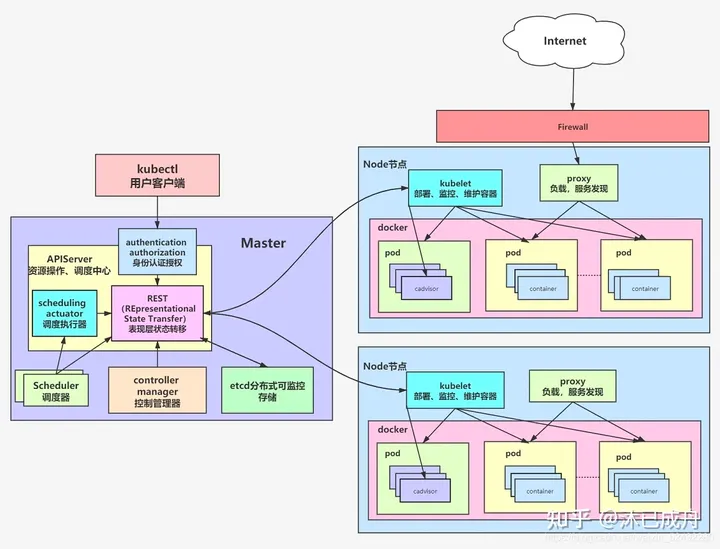 Internet
Firewall
kubectl
用户客户端
Master
authentication
authorization
身份认证授权
APIServer
资源操作、调度中心
scheduling
actuator
调度执行器
REST
（REpresentational
State Transfer）
表现层状态转移
Scheduler
调度器
controller
manager
控制管理器
etcd分布式可监控
存储
Node节点
kubelet
部署、监控、维护容器
proxy
负载，服务发现
docker
pod
cadvisor
pod
container
pod
container
Node节点
kubelet
部署、监控、维护容器
proxy
负载，服务发现
docker
pod
cadvisor
pod
container
pod
container
知乎 @沐已成舟